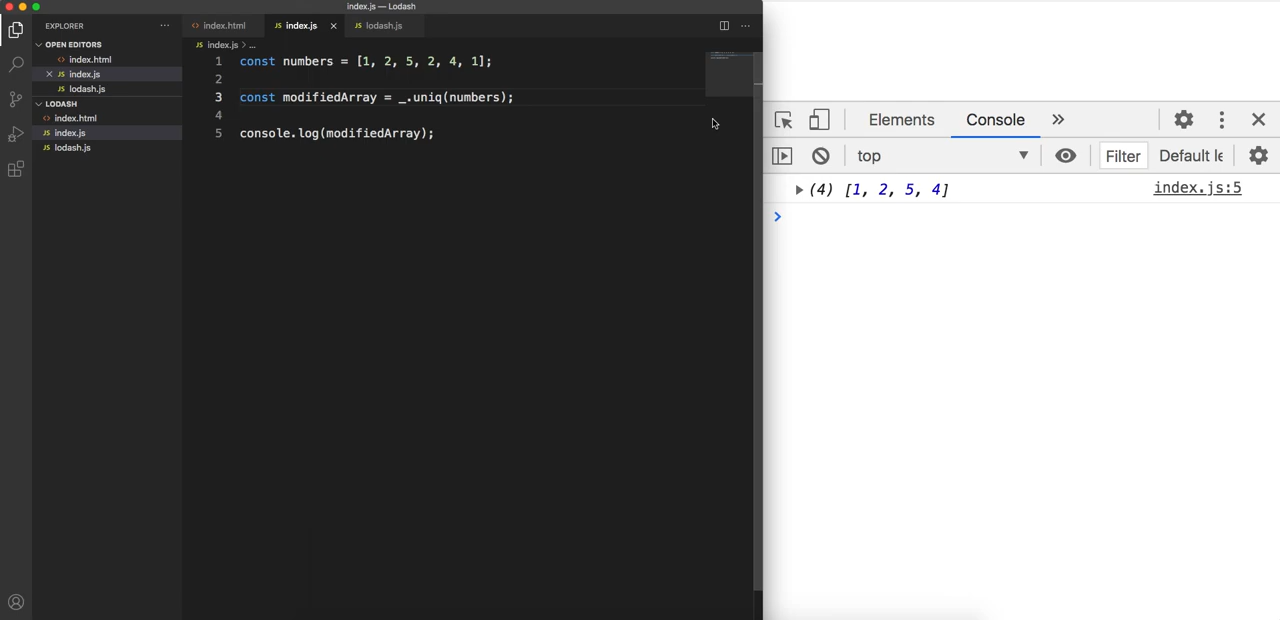 index.js — Lodash
EXPLORER ...
index.html
index.js
lodash.js
OPEN EDITORS
index.html
index.js
lodash.js
LODASH
index.html
index.js
lodash.js
index.js > ...
1 const numbers = [1, 2, 5, 2, 4, 1];
2
3 const modifiedArray = _.uniq(numbers);
4
5 console.log(modifiedArray);
Elements Console »
top Filter Default le
(4) [1, 2, 5, 4] index.js:5